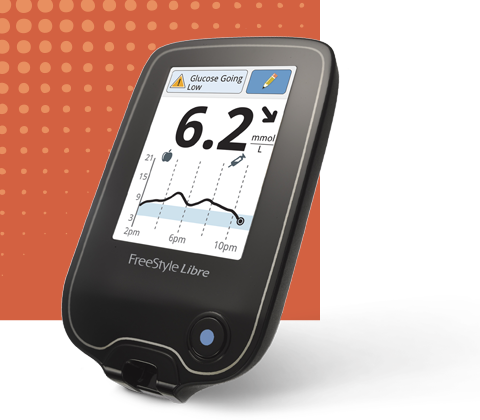 Glucose Going
Low
6.2
mmol
L
21
15
9
3
2pm
6pm
10pm
FreeStyle Libre